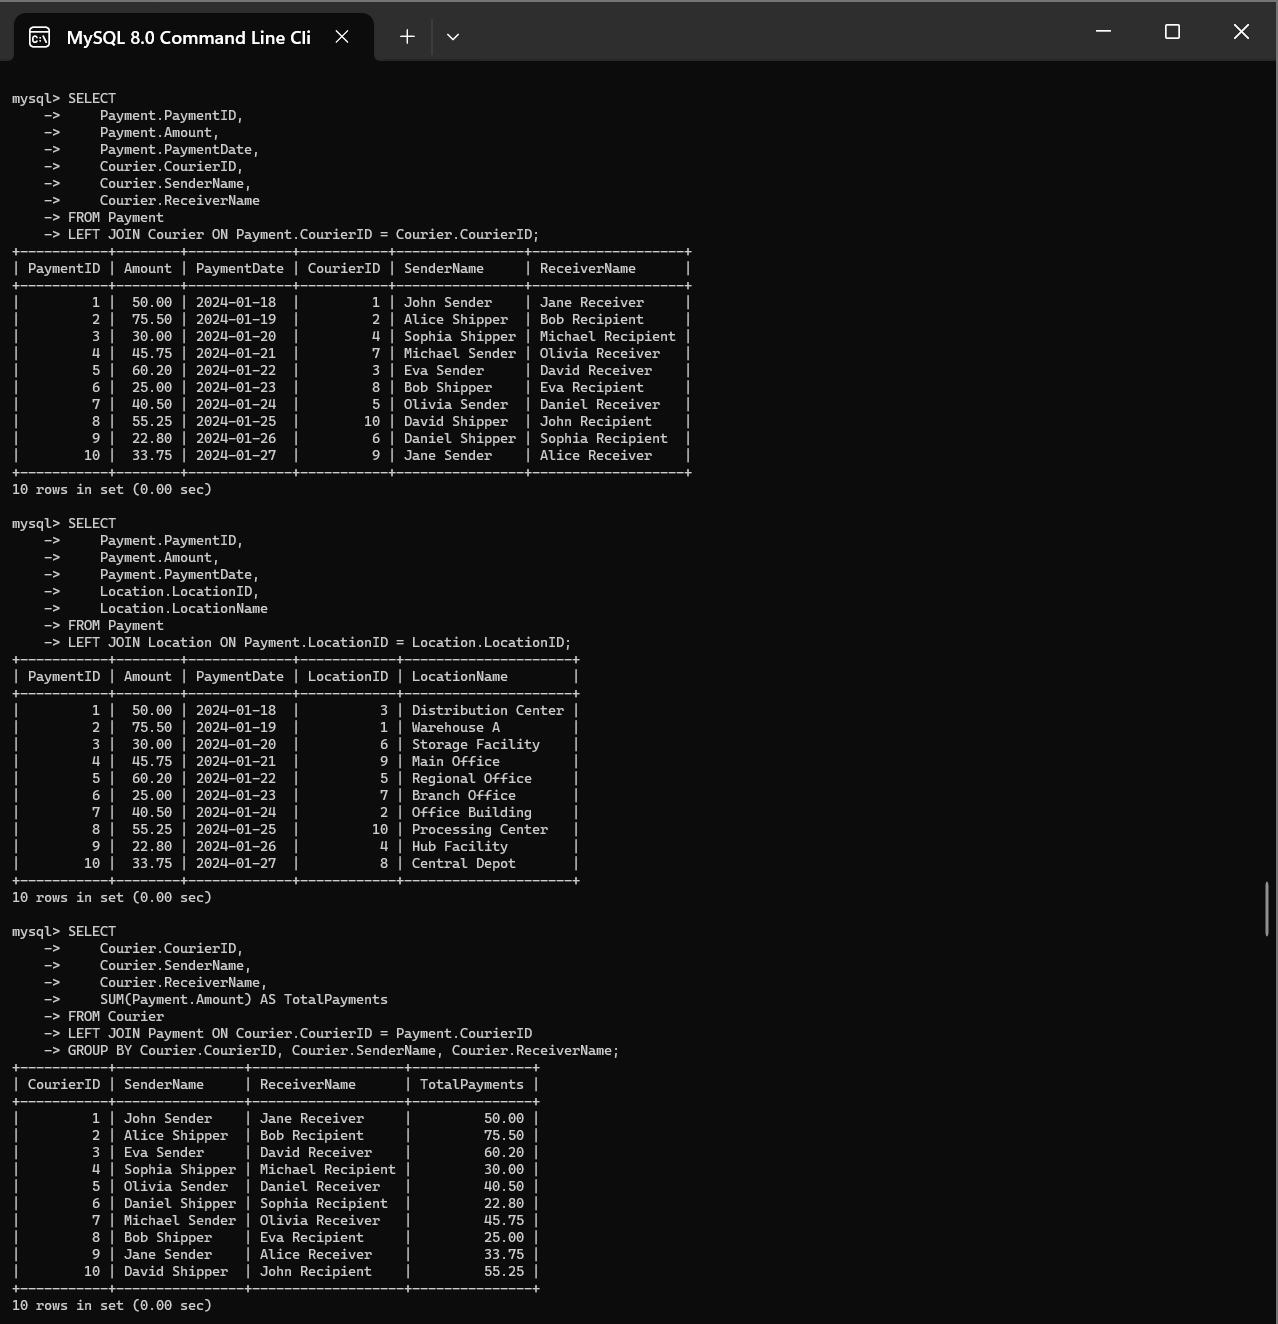 MySQL 8.0 Command Line Cli
mysql> SELECT
    ->     Payment.PaymentID,
    ->     Payment.Amount,
    ->     Payment.PaymentDate,
    ->     Courier.CourierID,
    ->     Courier.SenderName,
    ->     Courier.ReceiverName
    -> FROM Payment
    -> LEFT JOIN Courier ON Payment.CourierID = Courier.CourierID;
+-----------+--------+-------------+-----------+----------------+-------------------+
| PaymentID | Amount | PaymentDate | CourierID | SenderName     | ReceiverName      |
+-----------+--------+-------------+-----------+----------------+-------------------+
|         1 |  50.00 | 2024-01-18  |         1 | John Sender    | Jane Receiver     |
|         2 |  75.50 | 2024-01-19  |         2 | Alice Shipper  | Bob Recipient     |
|         3 |  30.00 | 2024-01-20  |         4 | Sophia Shipper | Michael Recipient |
|         4 |  45.75 | 2024-01-21  |         7 | Michael Sender | Olivia Receiver   |
|         5 |  60.20 | 2024-01-22  |         3 | Eva Sender     | David Receiver    |
|         6 |  25.00 | 2024-01-23  |         8 | Bob Shipper    | Eva Recipient     |
|         7 |  40.50 | 2024-01-24  |         5 | Olivia Sender  | Daniel Receiver   |
|         8 |  55.25 | 2024-01-25  |        10 | David Shipper  | John Recipient    |
|         9 |  22.80 | 2024-01-26  |         6 | Daniel Shipper | Sophia Recipient  |
|        10 |  33.75 | 2024-01-27  |         9 | Jane Sender    | Alice Receiver    |
+-----------+--------+-------------+-----------+----------------+-------------------+
10 rows in set (0.00 sec)
mysql> SELECT
    ->     Payment.PaymentID,
    ->     Payment.Amount,
    ->     Payment.PaymentDate,
    ->     Location.LocationID,
    ->     Location.LocationName
    -> FROM Payment
    -> LEFT JOIN Location ON Payment.LocationID = Location.LocationID;
+-----------+--------+-------------+------------+---------------------+
| PaymentID | Amount | PaymentDate | LocationID | LocationName        |
+-----------+--------+-------------+------------+---------------------+
|         1 |  50.00 | 2024-01-18  |          3 | Distribution Center |
|         2 |  75.50 | 2024-01-19  |          1 | Warehouse A         |
|         3 |  30.00 | 2024-01-20  |          6 | Storage Facility    |
|         4 |  45.75 | 2024-01-21  |          9 | Main Office         |
|         5 |  60.20 | 2024-01-22  |          5 | Regional Office     |
|         6 |  25.00 | 2024-01-23  |          7 | Branch Office       |
|         7 |  40.50 | 2024-01-24  |          2 | Office Building     |
|         8 |  55.25 | 2024-01-25  |         10 | Processing Center   |
|         9 |  22.80 | 2024-01-26  |          4 | Hub Facility        |
|        10 |  33.75 | 2024-01-27  |          8 | Central Depot       |
+-----------+--------+-------------+------------+---------------------+
10 rows in set (0.00 sec)
mysql> SELECT
    ->     Courier.CourierID,
    ->     Courier.SenderName,
    ->     Courier.ReceiverName,
    ->     SUM(Payment.Amount) AS TotalPayments
    -> FROM Courier
    -> LEFT JOIN Payment ON Courier.CourierID = Payment.CourierID
    -> GROUP BY Courier.CourierID, Courier.SenderName, Courier.ReceiverName;
+-----------+----------------+-------------------+---------------+
| CourierID | SenderName     | ReceiverName      | TotalPayments |
+-----------+----------------+-------------------+---------------+
|         1 | John Sender    | Jane Receiver     |         50.00 |
|         2 | Alice Shipper  | Bob Recipient     |         75.50 |
|         3 | Eva Sender     | David Receiver    |         60.20 |
|         4 | Sophia Shipper | Michael Recipient |         30.00 |
|         5 | Olivia Sender  | Daniel Receiver   |         40.50 |
|         6 | Daniel Shipper | Sophia Recipient  |         22.80 |
|         7 | Michael Sender | Olivia Receiver   |         45.75 |
|         8 | Bob Shipper    | Eva Recipient     |         25.00 |
|         9 | Jane Sender    | Alice Receiver    |         33.75 |
|        10 | David Shipper  | John Recipient    |         55.25 |
+-----------+----------------+-------------------+---------------+
10 rows in set (0.00 sec)